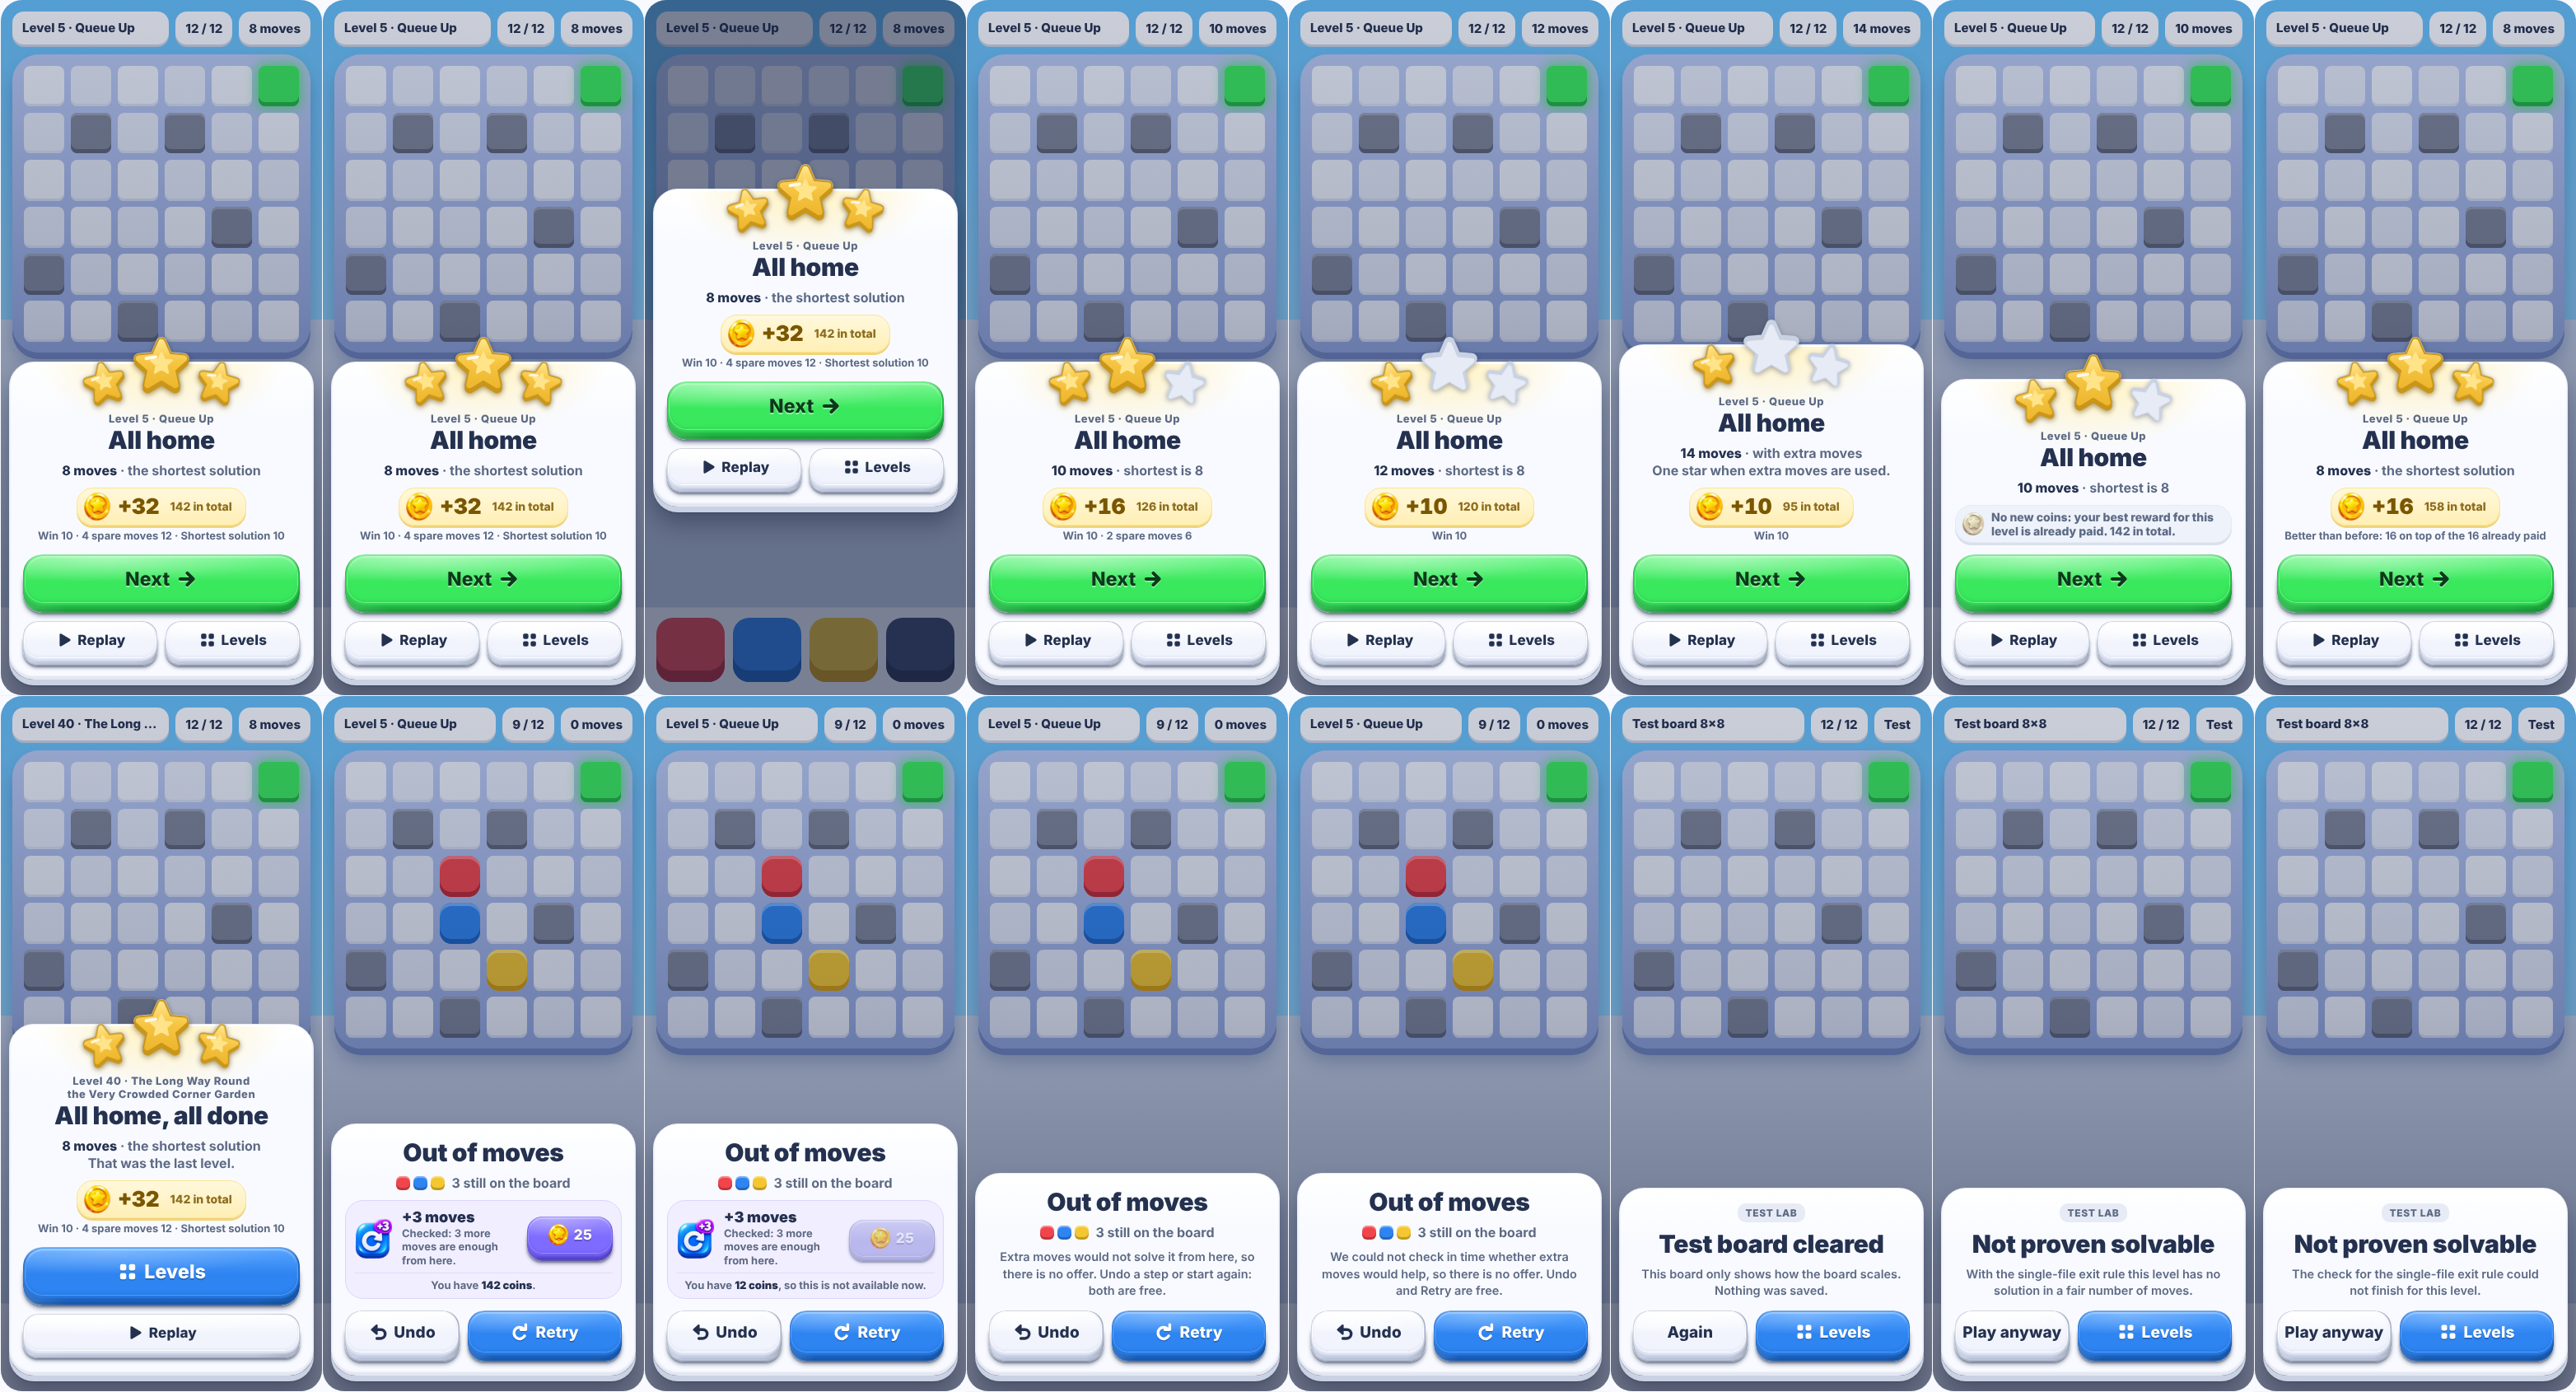 Level 5 · Queue Up
12 / 12
8 moves
Level 5 · Queue Up
All home
8 moves · the shortest solution
+32 142 in total
Win 10 · 4 spare moves 12 · Shortest solution 10
Next →
Replay
Levels
Level 5 · Queue Up
12 / 12
8 moves
Level 5 · Queue Up
All home
8 moves · the shortest solution
+32 142 in total
Win 10 · 4 spare moves 12 · Shortest solution 10
Next →
Replay
Levels
Level 5 · Queue Up
12 / 12
8 moves
Level 5 · Queue Up
All home
8 moves · the shortest solution
+32 142 in total
Win 10 · 4 spare moves 12 · Shortest solution 10
Next →
Replay
Levels
Level 5 · Queue Up
12 / 12
10 moves
Level 5 · Queue Up
All home
10 moves · shortest is 8
+16 126 in total
Win 10 · 2 spare moves 6
Next →
Replay
Levels
Level 5 · Queue Up
12 / 12
12 moves
Level 5 · Queue Up
All home
12 moves · shortest is 8
+10 120 in total
Win 10
Next →
Replay
Levels
Level 5 · Queue Up
12 / 12
14 moves
Level 5 · Queue Up
All home
14 moves · with extra moves
One star when extra moves are used.
+10 95 in total
Win 10
Next →
Replay
Levels
Level 5 · Queue Up
12 / 12
10 moves
Level 5 · Queue Up
All home
10 moves · shortest is 8
No new coins: your best reward for this
level is already paid. 142 in total.
Next →
Replay
Levels
Level 5 · Queue Up
12 / 12
8 moves
Level 5 · Queue Up
All home
8 moves · the shortest solution
+16 158 in total
Better than before: 16 on top of the 16 already paid
Next →
Replay
Levels
Level 40 · The Long ...
12 / 12
8 moves
Level 40 · The Long Way Round
the Very Crowded Corner Garden
All home, all done
8 moves · the shortest solution
That was the last level.
+32 142 in total
Win 10 · 4 spare moves 12 · Shortest solution 10
Levels
Replay
Level 5 · Queue Up
9 / 12
0 moves
Out of moves
3 still on the board
+3
+3 moves
Checked: 3 more
moves are enough
from here.
25
You have 142 coins.
Undo
Retry
Level 5 · Queue Up
9 / 12
0 moves
Out of moves
3 still on the board
+3
+3 moves
Checked: 3 more
moves are enough
from here.
25
You have 12 coins, so this is not available now.
Undo
Retry
Level 5 · Queue Up
9 / 12
0 moves
Out of moves
3 still on the board
Extra moves would not solve it from here, so
there is no offer. Undo a step or start again:
both are free.
Undo
Retry
Level 5 · Queue Up
9 / 12
0 moves
Out of moves
3 still on the board
We could not check in time whether extra
moves would help, so there is no offer. Undo
and Retry are free.
Undo
Retry
Test board 8×8
12 / 12
Test
TEST LAB
Test board cleared
This board only shows how the board scales.
Nothing was saved.
Again
Levels
Test board 8×8
12 / 12
Test
TEST LAB
Not proven solvable
With the single-file exit rule this level has no
solution in a fair number of moves.
Play anyway
Levels
Test board 8×8
12 / 12
Test
TEST LAB
Not proven solvable
The check for the single-file exit rule could
not finish for this level.
Play anyway
Levels